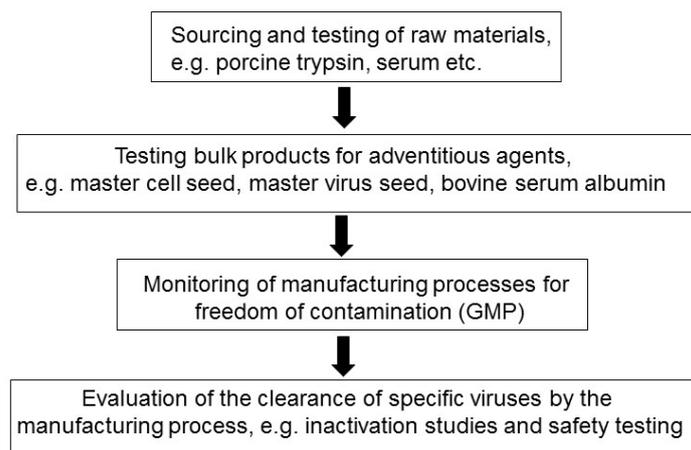 Sourcing and testing of raw materials,
e.g. porcine trypsin, serum etc.
Testing bulk products for adventitious agents,
e.g. master cell seed, master virus seed, bovine serum albumin
Monitoring of manufacturing processes for
freedom of contamination (GMP)
Evaluation of the clearance of specific viruses by the
manufacturing process, e.g. inactivation studies and safety testing